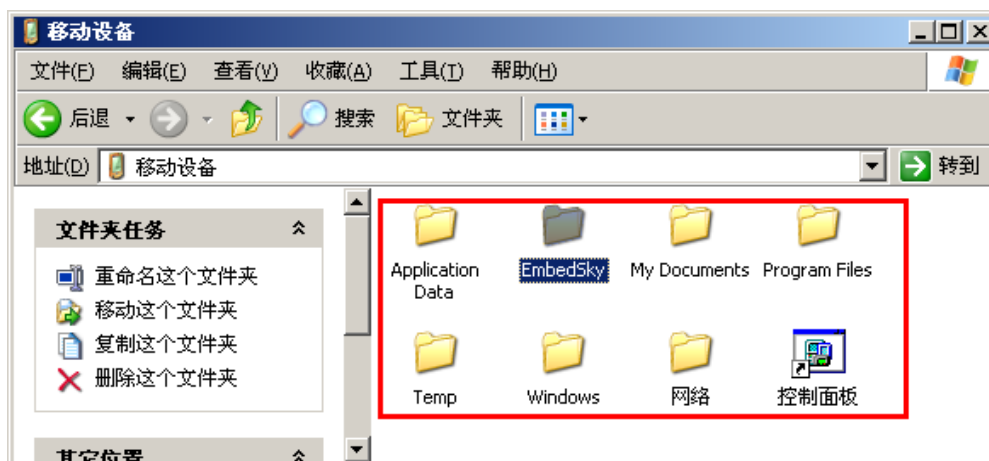 移动设备
文件(F) 编辑(E) 查看(V) 收藏(A) 工具(T) 帮助(H)
后退 搜索 文件夹
地址(D) 移动设备 转到
文件夹任务
重命名这个文件夹
移动这个文件夹
复制这个文件夹
删除这个文件夹
其它位置
Application Data
EmbedSky
My Documents
Program Files
Temp
Windows
网络
控制面板